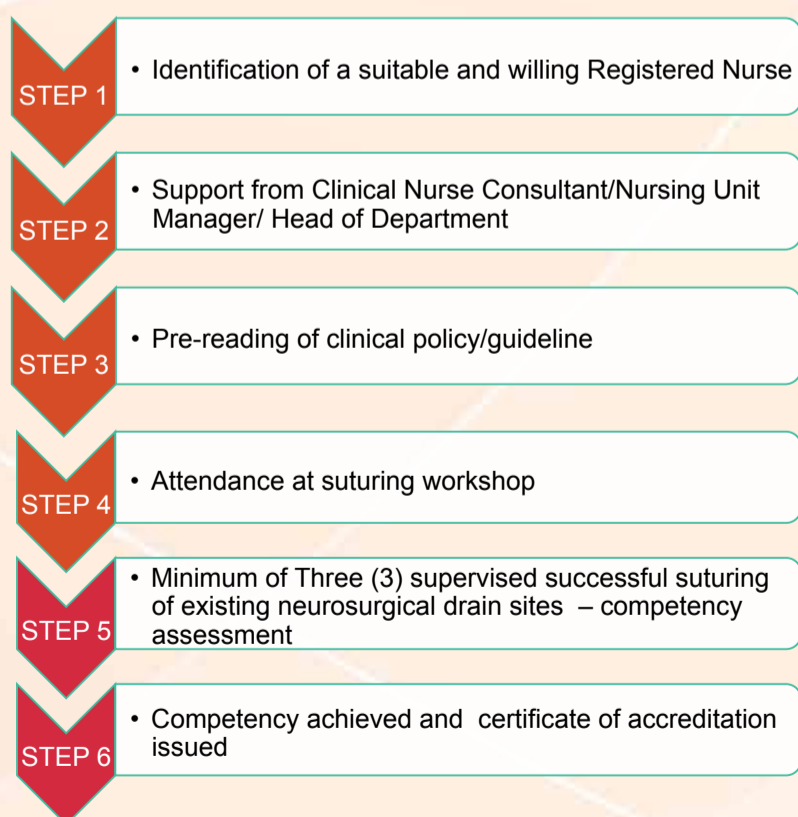 STEP 1
• Identification of a suitable and willing Registered Nurse
STEP 2
• Support from Clinical Nurse Consultant/Nursing Unit
Manager/ Head of Department
STEP 3
• Pre-reading of clinical policy/guideline
STEP 4
• Attendance at suturing workshop
STEP 5
• Minimum of Three (3) supervised successful suturing
of existing neurosurgical drain sites – competency
assessment
STEP 6
• Competency achieved and certificate of accreditation
issued